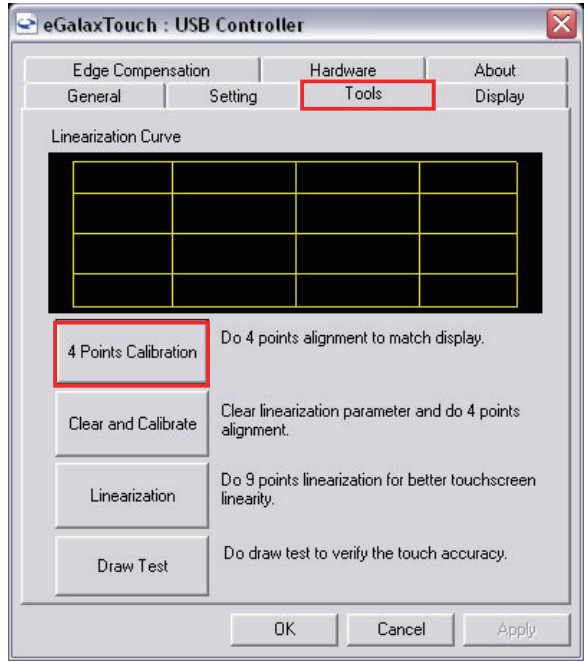 eGalaxTouch : USB Controller
Edge Compensation Hardware About
General Setting Tools Display
Linearization Curve
4 Points Calibration
Do 4 points alignment to match display.
Clear and Calibrate
Clear linearization parameter and do 4 points
alignment.
Linearization
Do 9 points linearization for better touchscreen
linearity.
Draw Test
Do draw test to verify the touch accuracy.
OK Cancel Apply